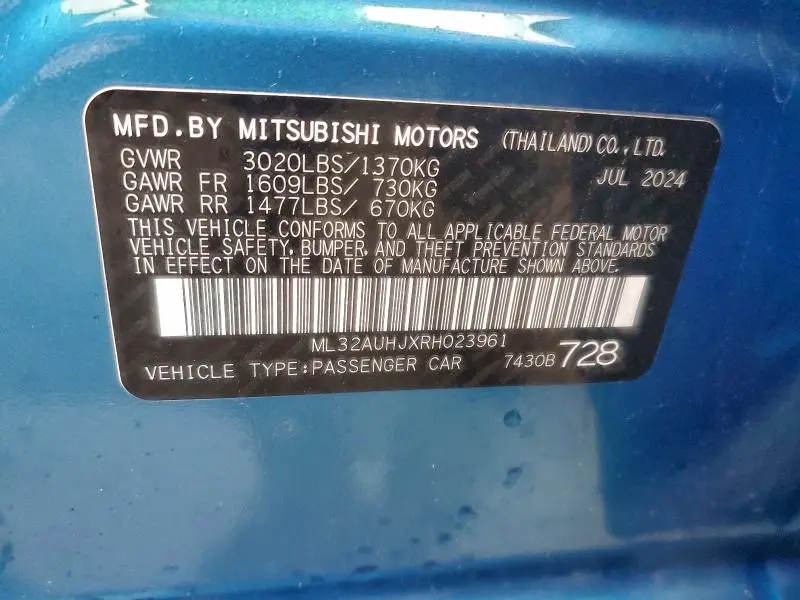 MFD.BY MITSUBISHI MOTORS (THAILAND) CO.,LTD.
GVWR 3020LBS/1370KG JUL 2024
GAWR FR 1609LBS/ 730KG
GAWR RR 1477LBS/ 670KG
THIS VEHICLE CONFORMS TO ALL APPLICABLE FEDERAL MOTOR
VEHICLE SAFETY, BUMPER, AND THEFT PREVENTION STANDARDS
IN EFFECT ON THE DATE OF MANUFACTURE SHOWN ABOVE.
ML32AUHJXRH023961
VEHICLE TYPE:PASSENGER CAR 7430B 728